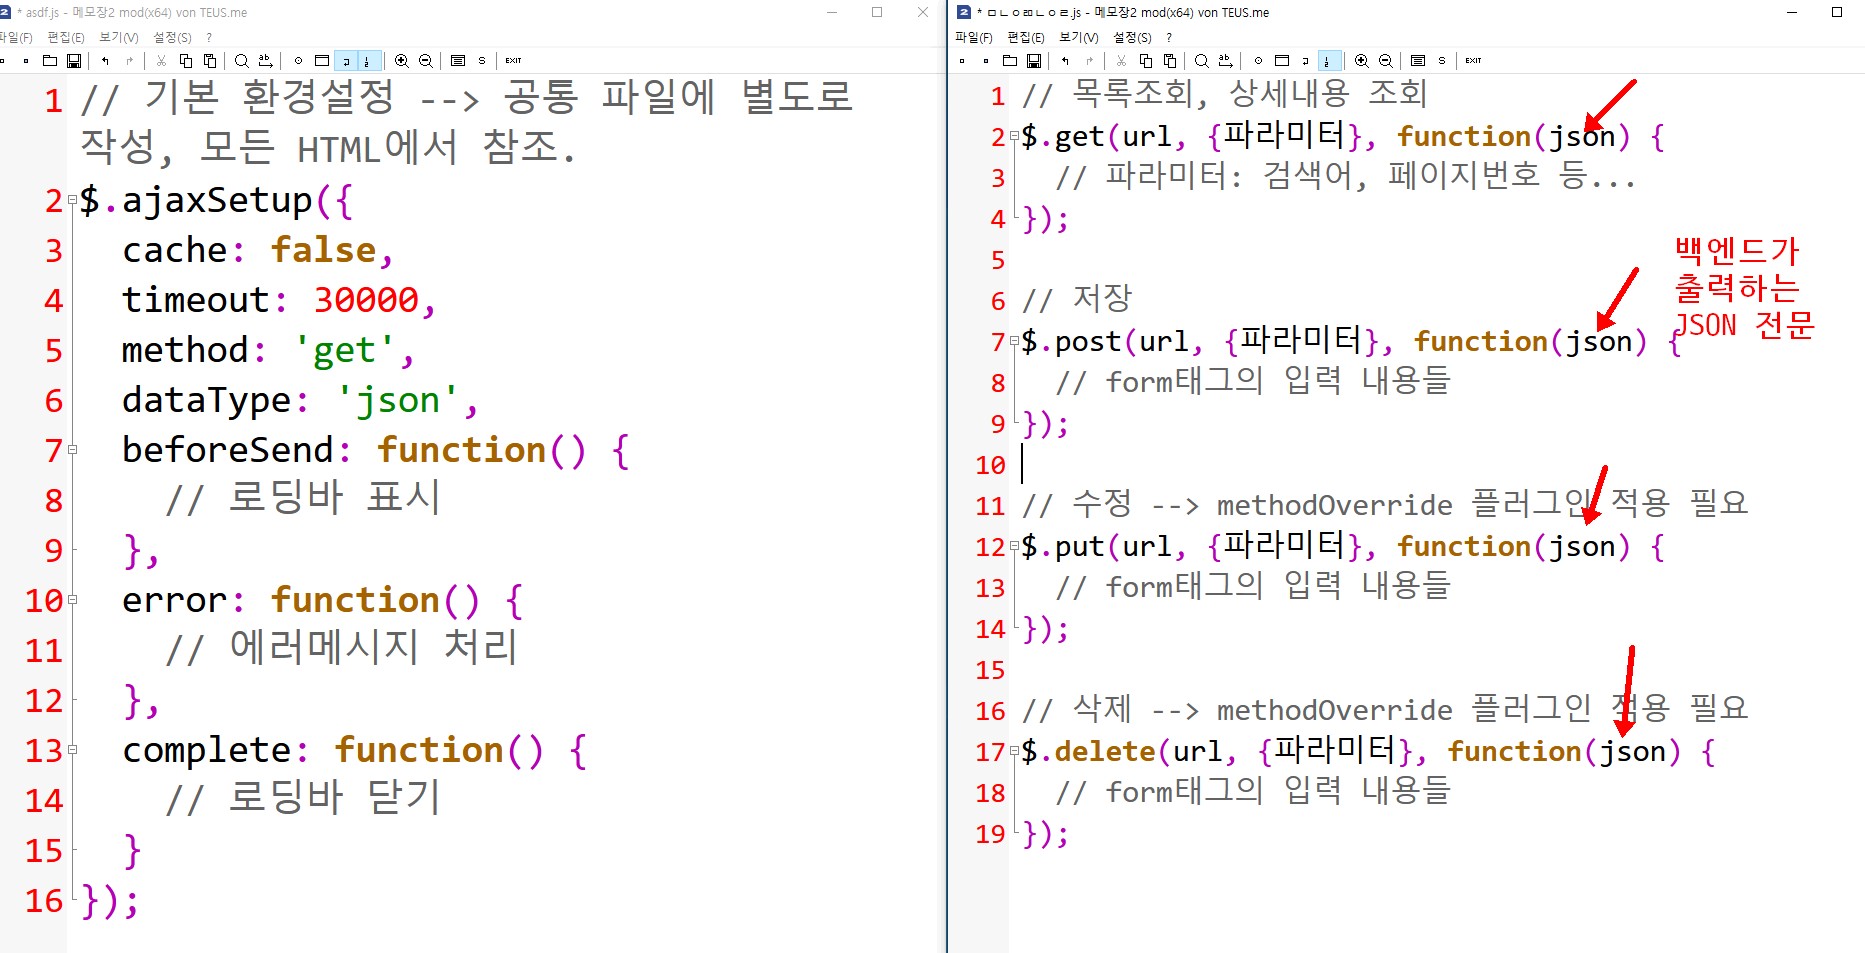 * asdf.js - 메모장2 mod(x64) von TEUS.me
파일(F) 편집(E) 보기(V) 설정(S) ?
EXIT
1 // 기본 환경설정 --> 공통 파일에 별도로
작성, 모든 HTML에서 참조.
2 $.ajaxSetup({
3 cache: false,
4 timeout: 30000,
5 method: 'get',
6 dataType: 'json',
7 beforeSend: function() {
8 // 로딩바 표시
9 },
10 error: function() {
11 // 에러메시지 처리
12 },
13 complete: function() {
14 // 로딩바 닫기
15 }
16 });
* ㅁㄴㅇㄻㄴㅇㄹ.js - 메모장2 mod(x64) von TEUS.me
파일(F) 편집(E) 보기(V) 설정(S) ?
EXIT
1 // 목록조회, 상세내용 조회
2 $.get(url, {파라미터}, function(json) {
3 // 파라미터: 검색어, 페이지번호 등...
4 });
5
6 // 저장
7 $.post(url, {파라미터}, function(json) {
8 // form태그의 입력 내용들
9 });
10
11 // 수정 --> methodOverride 플러그인 적용 필요
12 $.put(url, {파라미터}, function(json) {
13 // form태그의 입력 내용들
14 });
15
16 // 삭제 --> methodOverride 플러그인 적용 필요
17 $.delete(url, {파라미터}, function(json) {
18 // form태그의 입력 내용들
19 });
백엔드가
출력하는
JSON 전문